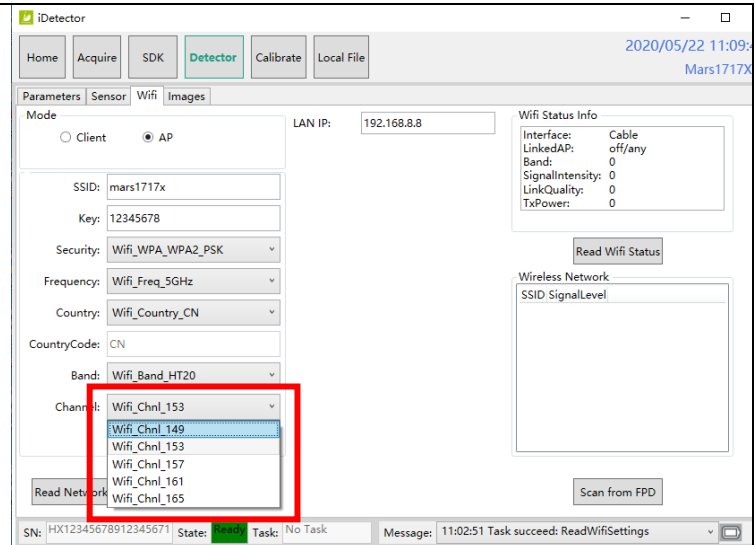 iDetector
Home Acquire SDK Detector Calibrate Local File
2020/05/22 11:09:
Mars1717X
Parameters Sensor Wifi Images
Mode
Client AP
LAN IP: 192.168.8.8
Wifi Status Info
Interface: Cable
LinkedAP: off/any
Band: 0
SignalIntensity: 0
LinkQuality: 0
TxPower: 0
SSID: mars1717x
Key: 12345678
Security: Wifi_WPA_WPA2_PSK
Read Wifi Status
Frequency: Wifi_Freq_5GHz
Wireless Network
SSID SignalLevel
Country: Wifi_Country_CN
CountryCode: CN
Band: Wifi_Band_HT20
Channel: Wifi_Chnl_153
Wifi_Chnl_149
Wifi_Chnl_153
Wifi_Chnl_157
Wifi_Chnl_161
Wifi_Chnl_165
Read Network
Scan from FPD
SN: HX12345678912345671 State: Ready Task: No Task Message: 11:02:51 Task succeed: ReadWifiSettings